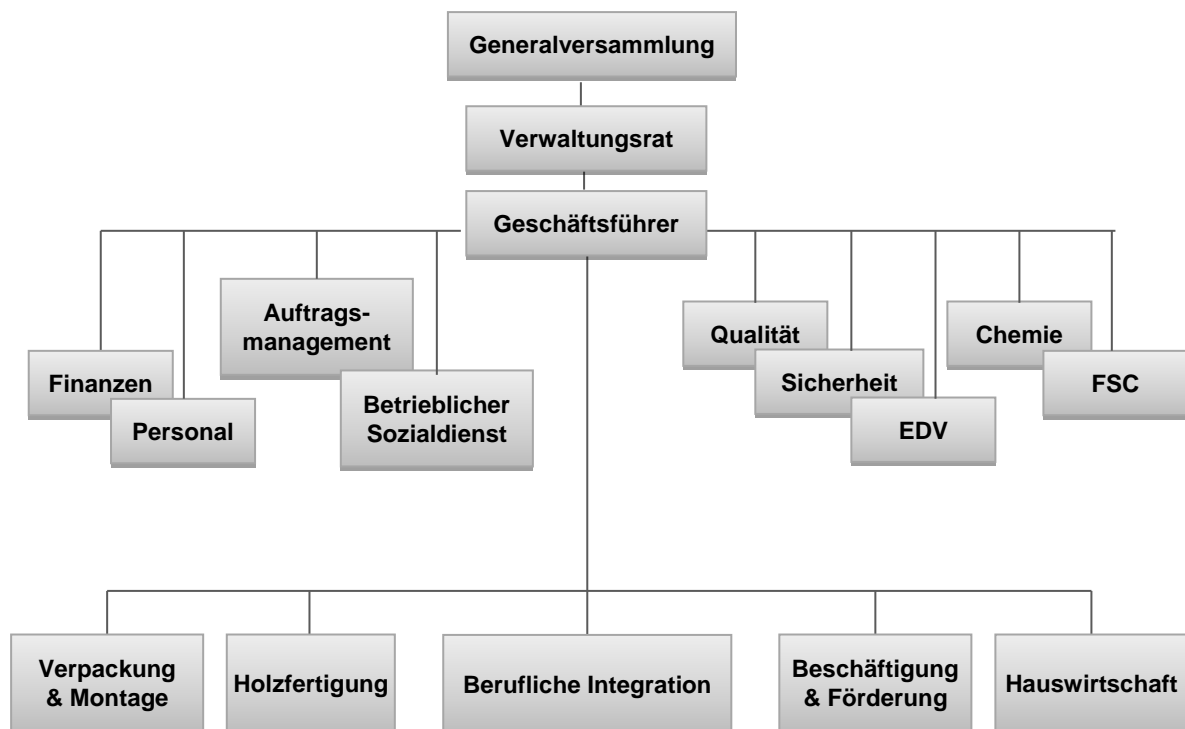 Generalversammlung
Verwaltungsrat
Geschäftsführer
Auftrags-
management
Finanzen
Personal
Betrieblicher
Sozialdienst
Qualität
Sicherheit
EDV
Chemie
FSC
Verpackung
& Montage
Holzfertigung
Berufliche Integration
Beschäftigung
& Förderung
Hauswirtschaft